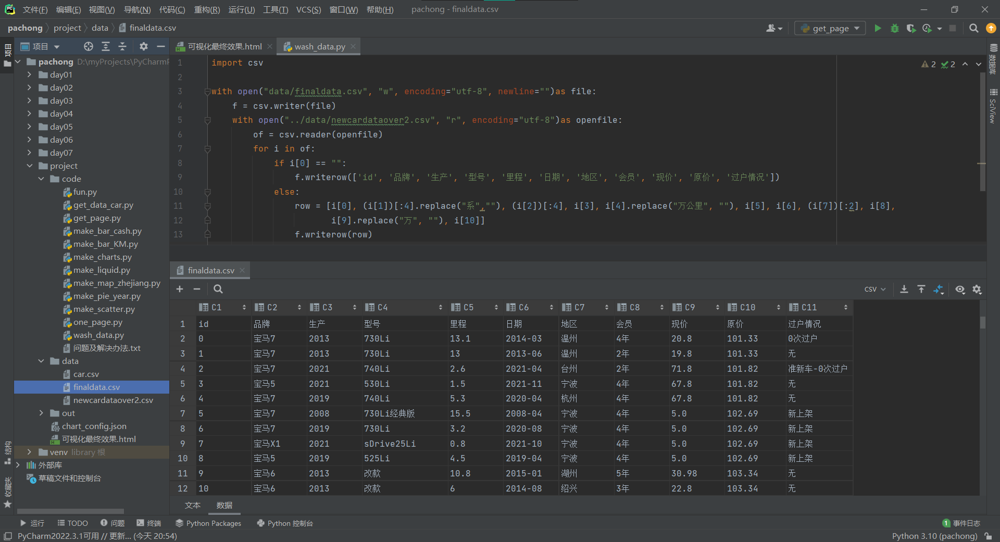 文件(F) 编辑(E) 视图(V) 导航(N) 代码(C) 重构(R) 运行(U) 工具(T) VCS(S) 窗口(W) 帮助(H) pachong - finaldata.csv
pachong project data finaldata.csv get_page
项目
可视化最终效果.html wash_data.py
项目
pachong D:\myProjects\PyCharmP
day01
day02
day03
day04
day05
day06
day07
project
code
fun.py
get_data_car.py
get_page.py
make_bar_cash.py
make_bar_KM.py
make_charts.py
make_liquid.py
make_map_zhejiang.py
make_pie_year.py
make_scatter.py
one_page.py
wash_data.py
问题及解决办法.txt
data
car.csv
finaldata.csv
newcardataover2.csv
out
chart_config.json
可视化最终效果.html
venv library 根
外部库
草稿文件和控制台
结构
收藏夹
1 import csv
2
3 with open("data/finaldata.csv", "w", encoding="utf-8", newline="")as file:
4 f = csv.writer(file)
5 with open("../data/newcardataover2.csv", "r", encoding="utf-8")as openfile:
6 of = csv.reader(openfile)
7 for i in of:
8 if i[0] == "":
9 f.writerow(['id', '品牌', '生产', '型号', '里程', '日期', '地区', '会员', '现价', '原价', '过户情况'])
10 else:
11 row = [i[0], (i[1])[:4].replace("系",""), (i[2])[:4], i[3], i[4].replace("万公里", ""), i[5], i[6], (i[7])[:2], i[8],
12 i[9].replace("万", ""), i[10]]
13 f.writerow(row)
2 2
数据库
SciView
finaldata.csv
CSV
C1 C2 C3 C4 C5 C6 C7 C8 C9 C10 C11
1 id 品牌 生产 型号 里程 日期 地区 会员 现价 原价 过户情况
2 0 宝马7 2013 730Li 13.1 2014-03 温州 4年 20.8 101.33 0次过户
3 1 宝马7 2013 730Li 13 2013-06 温州 2年 19.8 101.33 无
4 2 宝马7 2021 740Li 2.6 2021-04 台州 2年 71.8 101.82 准新车-0次过户
5 3 宝马5 2021 530Li 1.5 2021-11 宁波 4年 67.8 101.82 无
6 4 宝马7 2019 740Li 5.3 2020-04 杭州 4年 67.8 101.82 无
7 5 宝马7 2008 730Li经典版 15.5 2008-04 宁波 4年 5.0 102.69 新上架
8 6 宝马7 2019 730Li 3.2 2020-08 宁波 4年 5.0 102.69 新上架
9 7 宝马X1 2021 sDrive25Li 0.8 2021-10 宁波 4年 5.0 102.69 新上架
10 8 宝马5 2019 525Li 4.5 2019-04 宁波 4年 5.0 102.69 新上架
11 9 宝马6 2013 改款 10.8 2015-01 湖州 5年 30.98 103.34 无
12 10 宝马6 2013 改款 6 2014-08 绍兴 3年 22.8 103.34 无
文本 数据
运行 TODO 问题 终端 Python Packages Python 控制台 1 事件日志
PyCharm2022.3.1可用 // 更新... (今天 20:54) Python 3.10 (pachong)